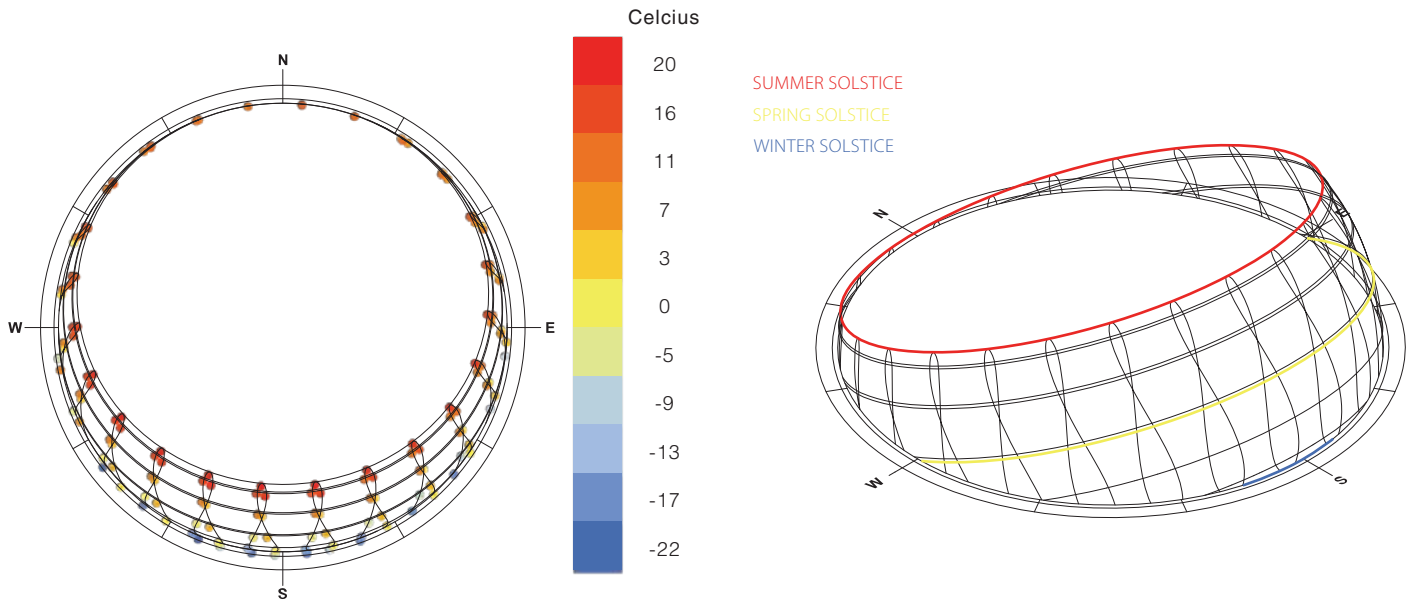 Celcius
N
W
E
S
20
16
11
7
3
0
-5
-9
-13
-17
-22
SUMMER SOLSTICE
SPRING SOLSTICE
WINTER SOLSTICE
N
W
S